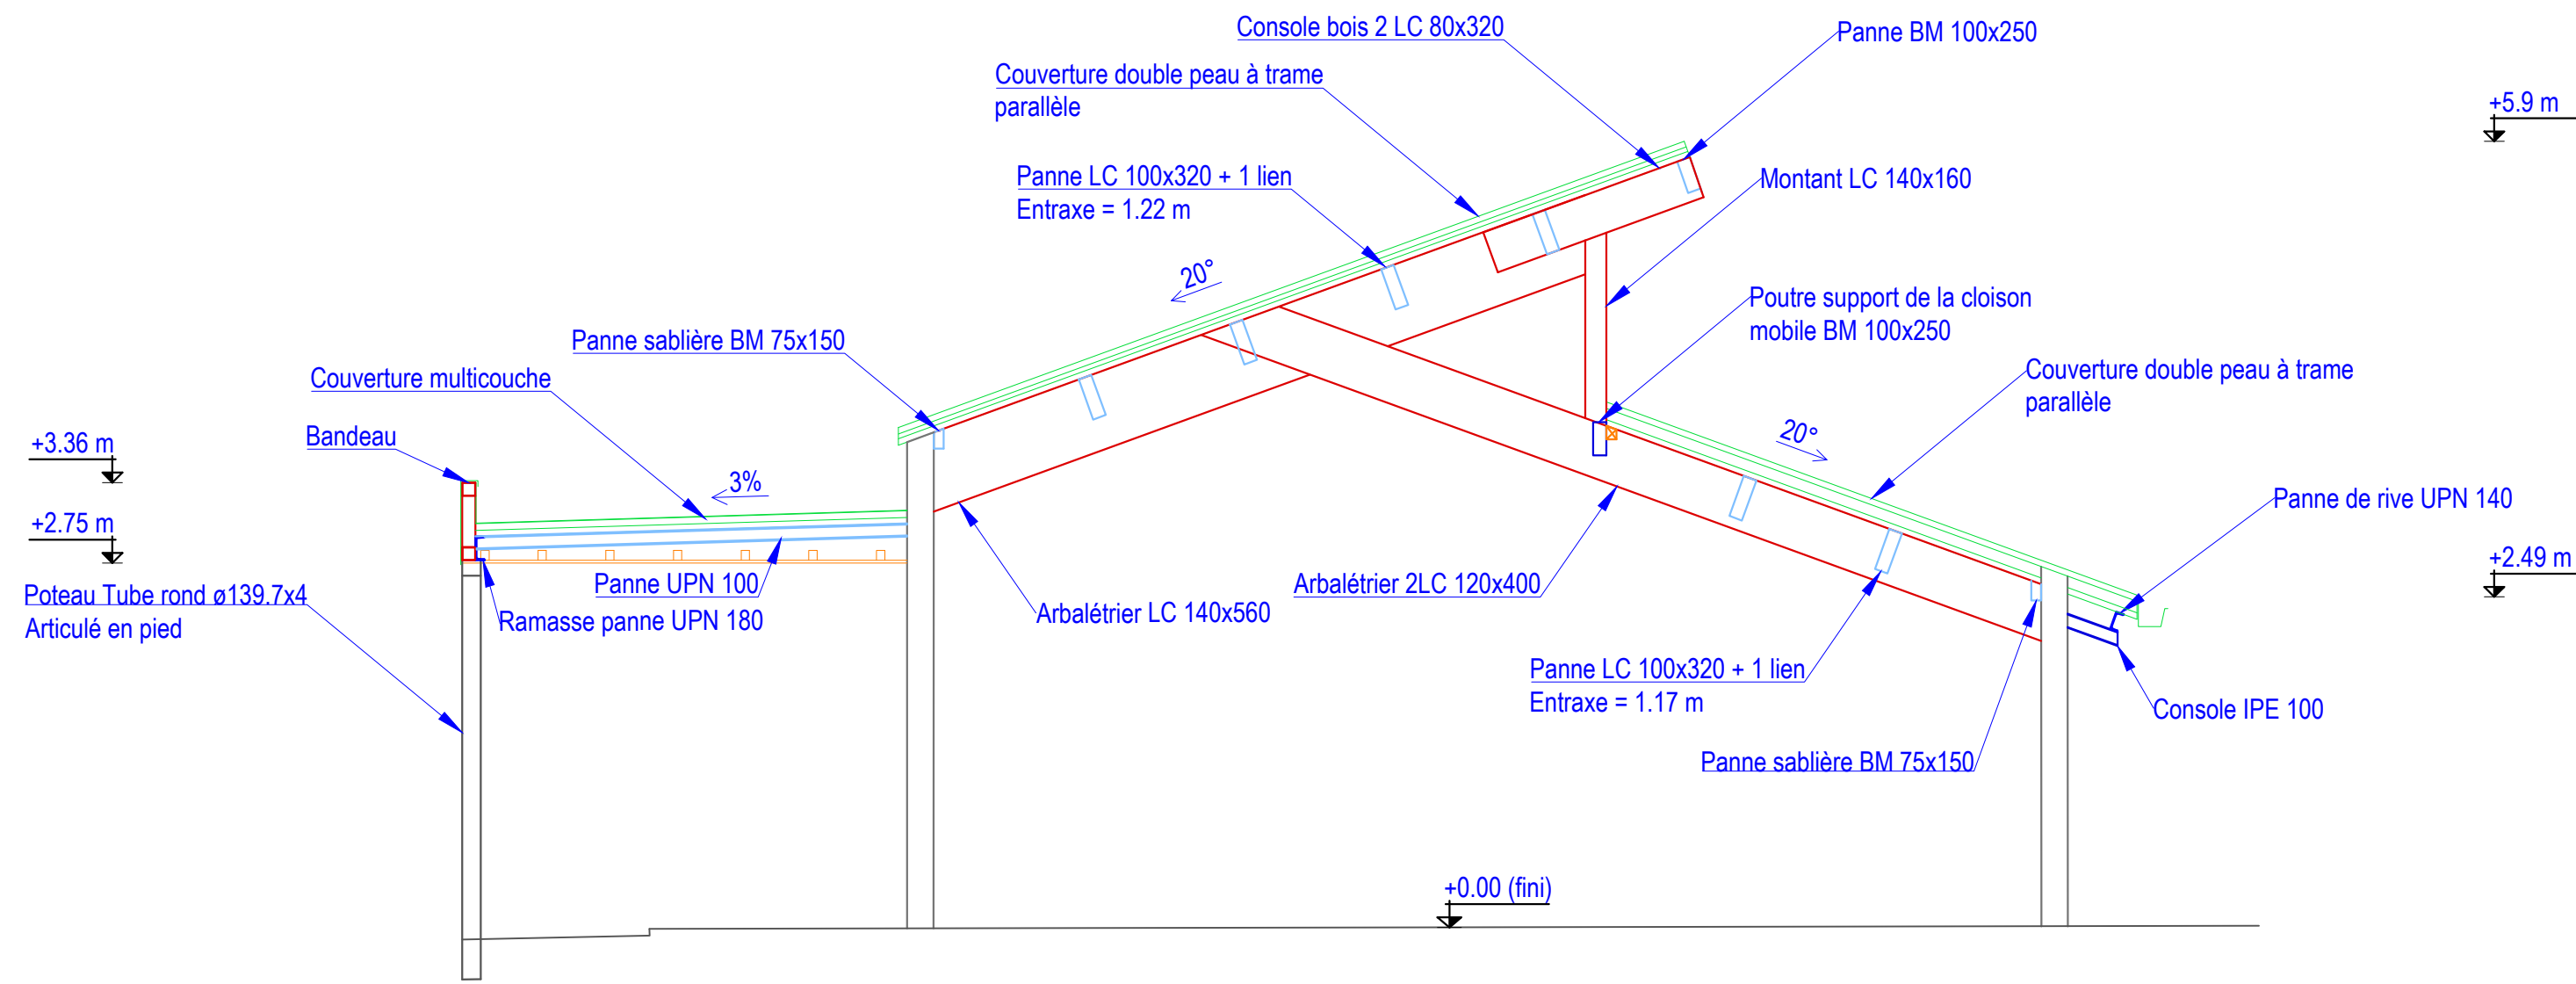 Console bois 2 LC 80x320
Panne BM 100x250
Couverture double peau à trame
parallèle
+5.9 m
Panne LC 100x320 + 1 lien
Entraxe = 1.22 m
Montant LC 140x160
20°
Poutre support de la cloison
mobile BM 100x250
Panne sablière BM 75x150
Couverture multicouche
Couverture double peau à trame
parallèle
Bandeau
+3.36 m
20°
3%
+2.75 m
Panne de rive UPN 140
+2.49 m
Poteau Tube rond ø139.7x4
Articulé en pied
Panne UPN 100
Ramasse panne UPN 180
Arbalétrier LC 140x560
Arbalétrier 2LC 120x400
Panne LC 100x320 + 1 lien
Entraxe = 1.17 m
Console IPE 100
Panne sablière BM 75x150
+0.00 (fini)